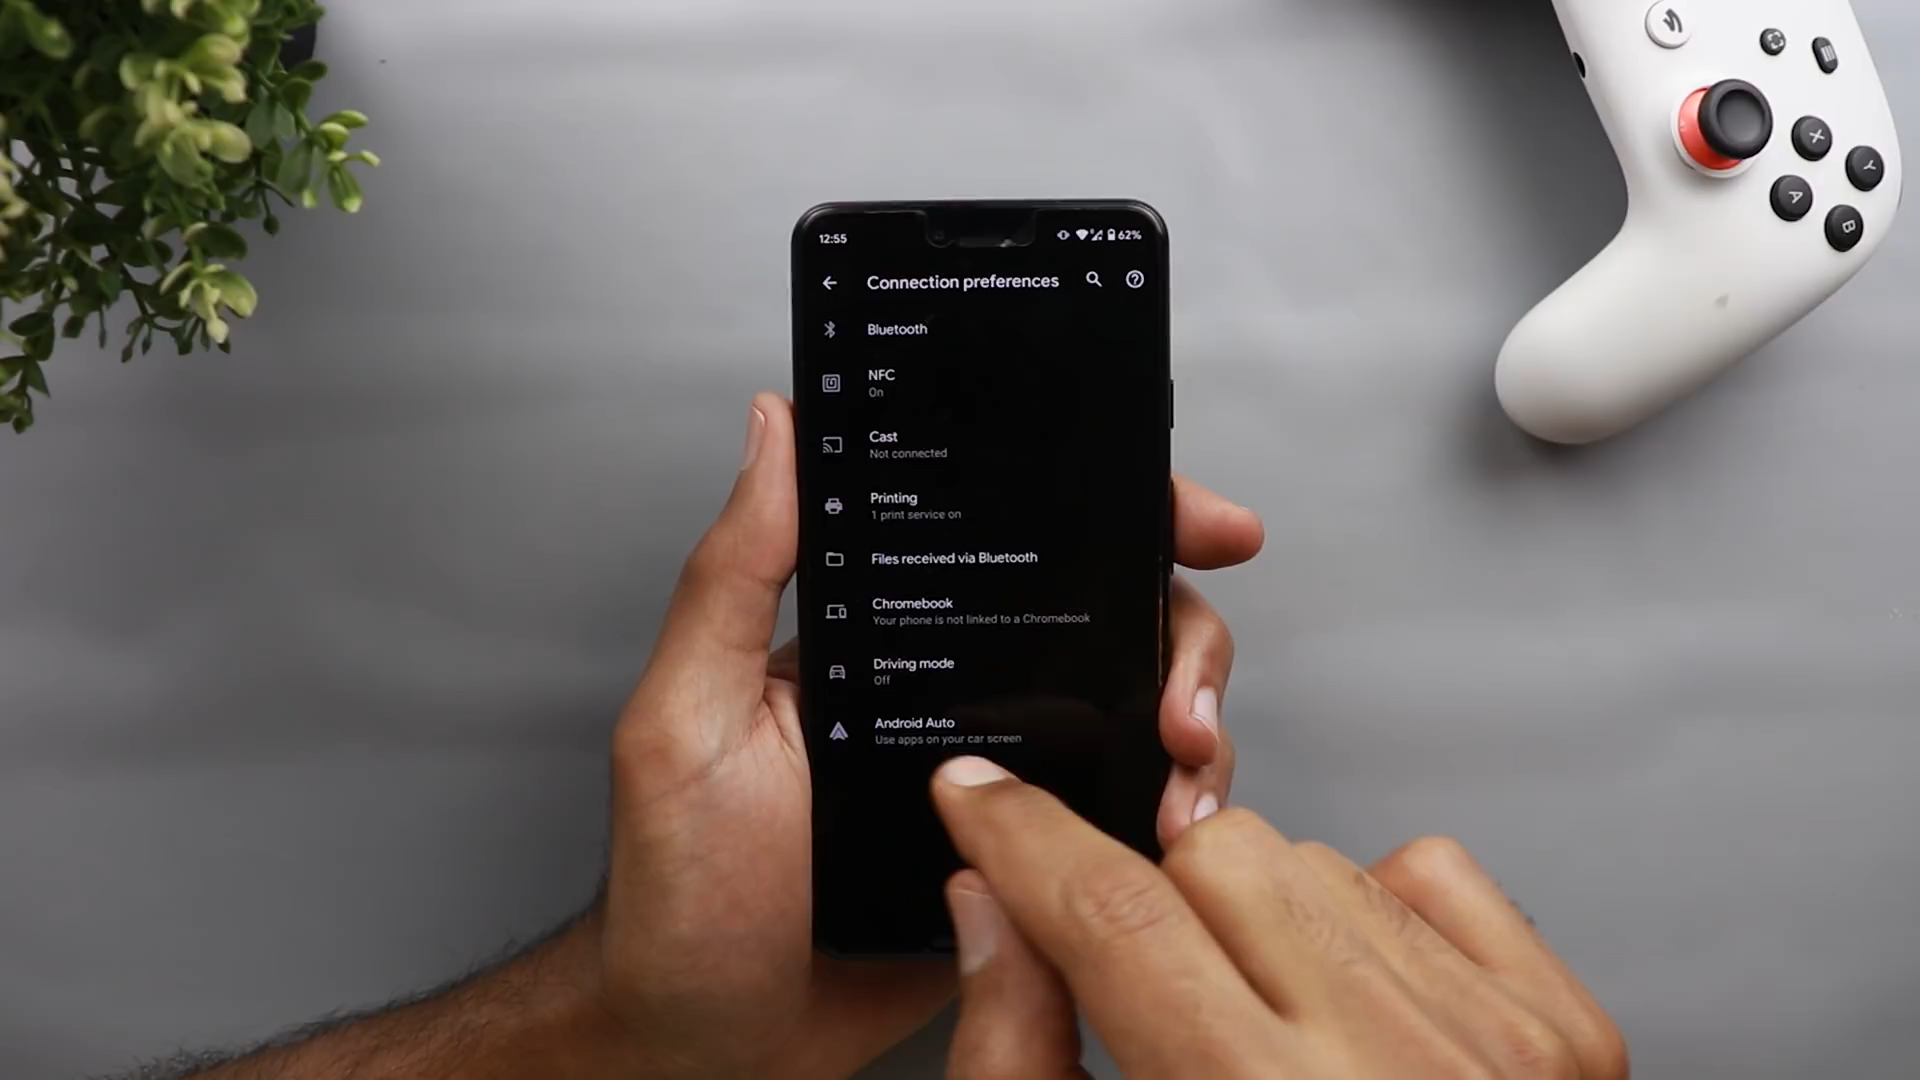 12:55
62%
Connection preferences
Bluetooth
NFC
On
Cast
Not connected
Printing
1 print service on
Files received via Bluetooth
Chromebook
Your phone is not linked to a Chromebook
Driving mode
Off
Android Auto
Use apps on your car screen
X
Y
A
B